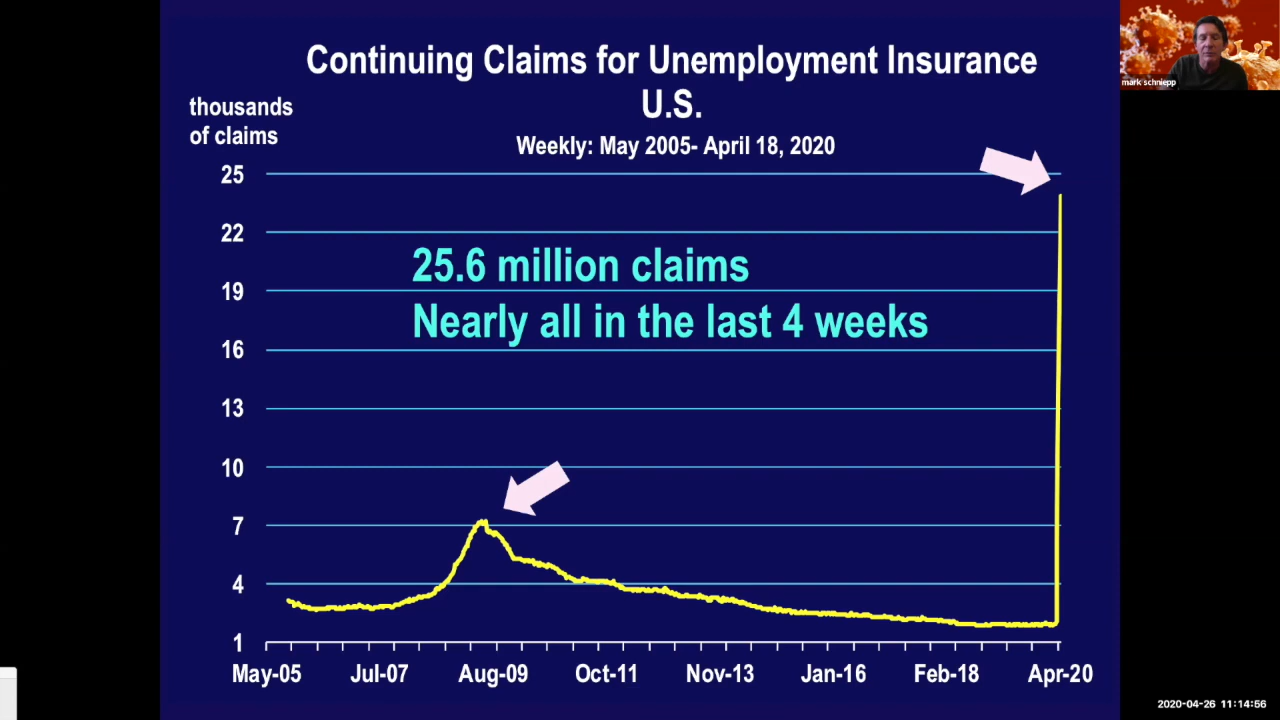 Continuing Claims for Unemployment Insurance
U.S.
Weekly: May 2005- April 18, 2020
thousands
of claims
25
22
19
16
13
10
7
4
1
25.6 million claims
Nearly all in the last 4 weeks
May-05 Jul-07 Aug-09 Oct-11 Nov-13 Jan-16 Feb-18 Apr-20
mark schniepp
2020-04-26 11:14:56